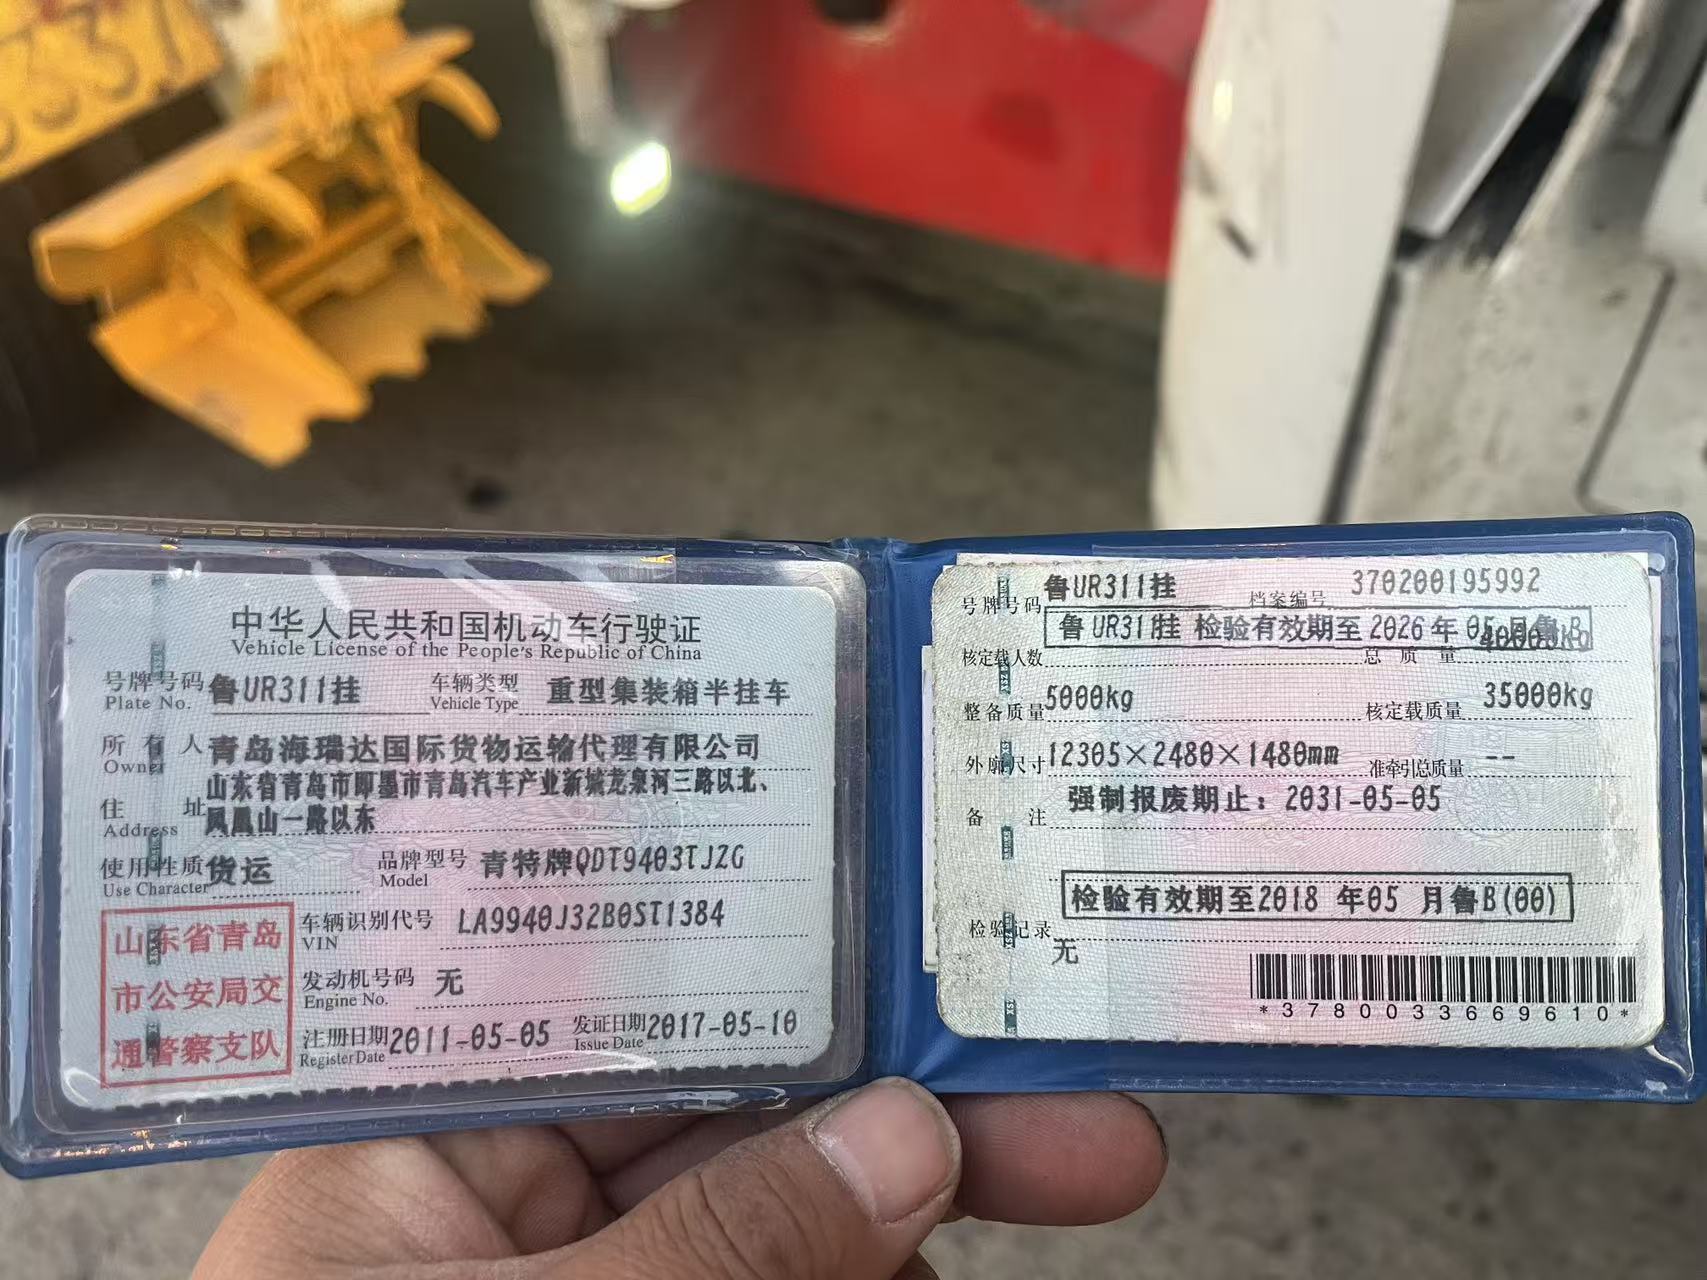 中华人民共和国机动车行驶证
Vehicle License of the People's Republic of China
号牌号码 鲁UR311挂 车辆类型 重型集装箱半挂车
Plate No. Vehicle Type
所有人 青岛海瑞达国际货物运输代理有限公司
Owner
住址 山东省青岛市即墨市青岛汽车产业新城龙泉河三路以北、
Address 凤凰山一路以东
使用性质 货运 品牌型号 青特牌QDT9403TJZG
Use Character Model
山东省青岛
市公安局交
通警察支队
车辆识别代号 LA9940J32B0ST1384
VIN
发动机号码 无
Engine No.
注册日期 2011-05-05 发证日期 2017-05-10
Register Date Issue Date
号牌号码 鲁UR311挂 档案编号 370200195992
鲁UR311挂 检验有效期至 2026年 05月鲁B
核定载人数 总质量 40000kg
整备质量 5000kg 核定载质量 35000kg
外廓尺寸 12305×2480×1480mm 准牵引总质量 --
备注 强制报废期止：2031-05-05
检验有效期至2018 年05 月鲁B(00)
检验记录
无
*3780033669610*